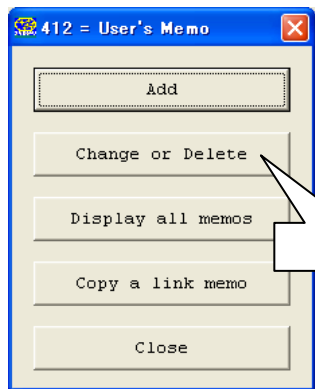 412 = User's Memo
Add
Change or Delete
Display all memos
Copy a link memo
Close